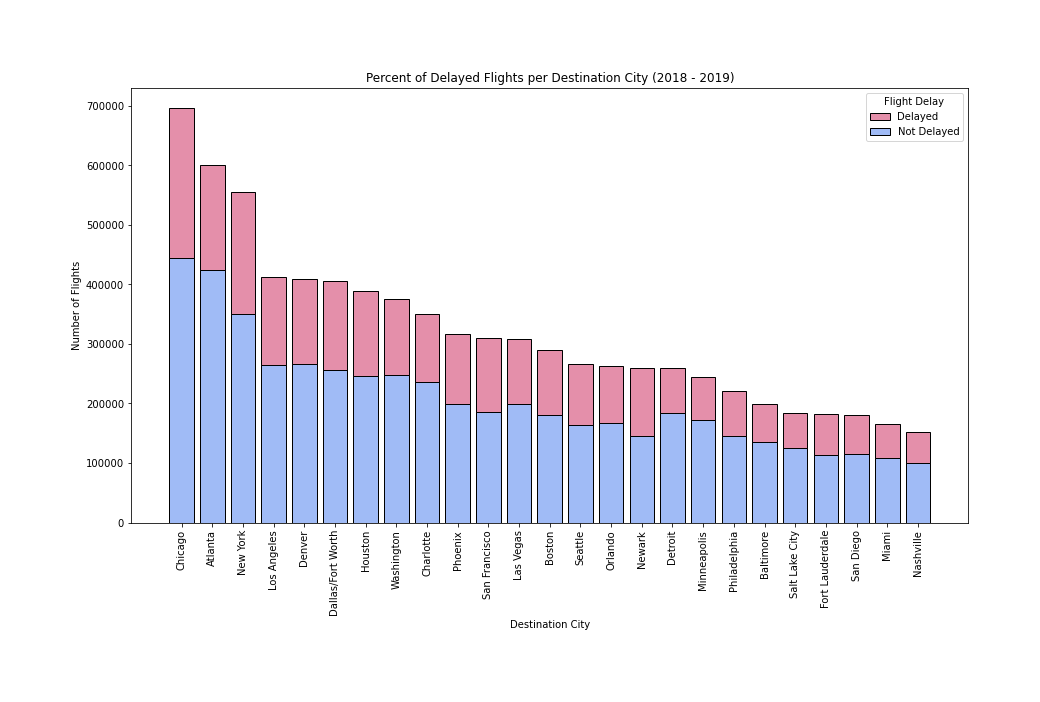 Percent of Delayed Flights per Destination City (2018 - 2019)
Flight Delay
Delayed
Not Delayed
Number of Flights
700000
600000
500000
400000
300000
200000
100000
0
Chicago
Atlanta
New York
Los Angeles
Denver
Dallas/Fort Worth
Houston
Washington
Charlotte
Phoenix
San Francisco
Las Vegas
Boston
Seattle
Orlando
Newark
Detroit
Minneapolis
Philadelphia
Baltimore
Salt Lake City
Fort Lauderdale
San Diego
Miami
Nashville
Destination City